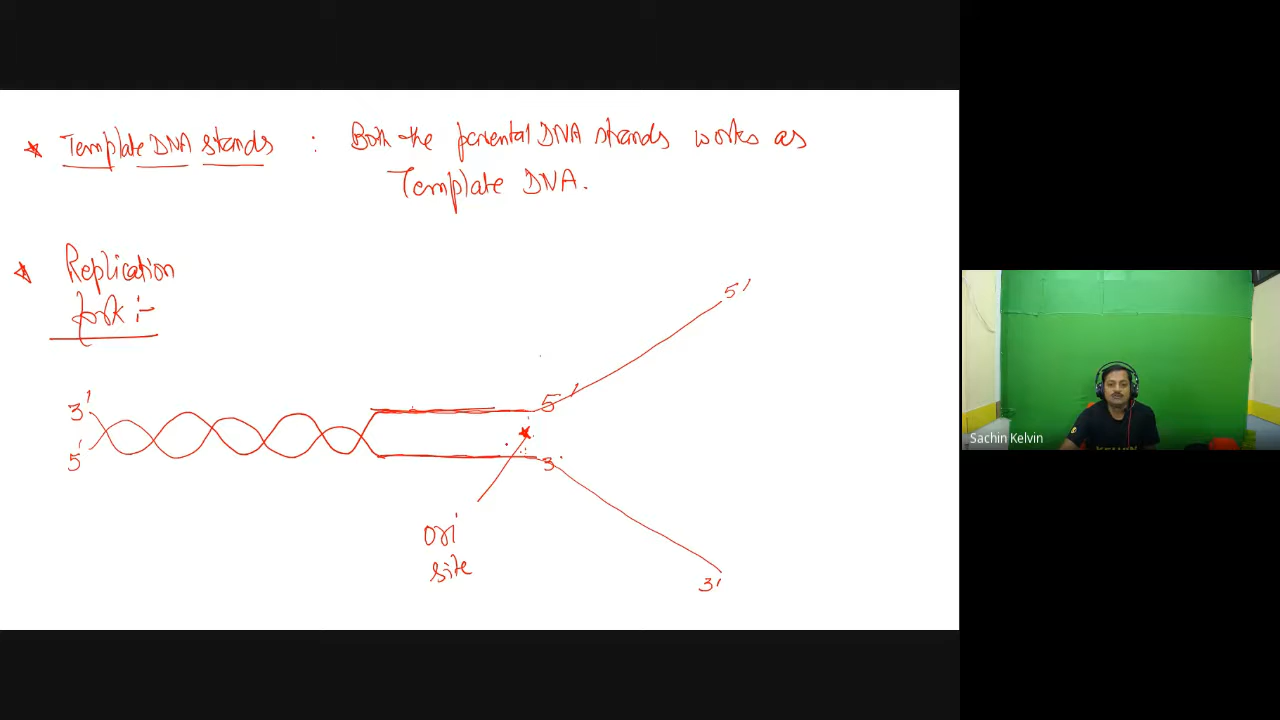 * Template DNA stands : Both the parental DNA strands works as
Template DNA.
* Replication
fork :-
5'
3'
5'
5'
3'
ori
site
3'
Sachin Kelvin